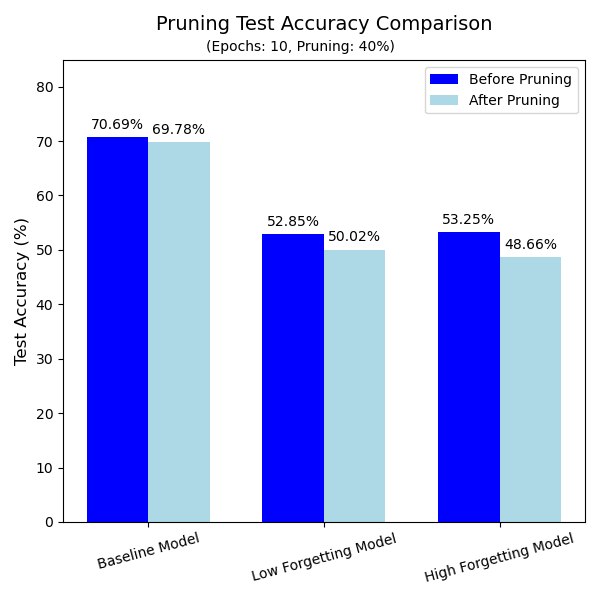 Pruning Test Accuracy Comparison
(Epochs: 10, Pruning: 40%)
Before Pruning
After Pruning
Test Accuracy (%)
80
70
60
50
40
30
20
10
0
70.69%
69.78%
52.85%
50.02%
53.25%
48.66%
Baseline Model
Low Forgetting Model
High Forgetting Model